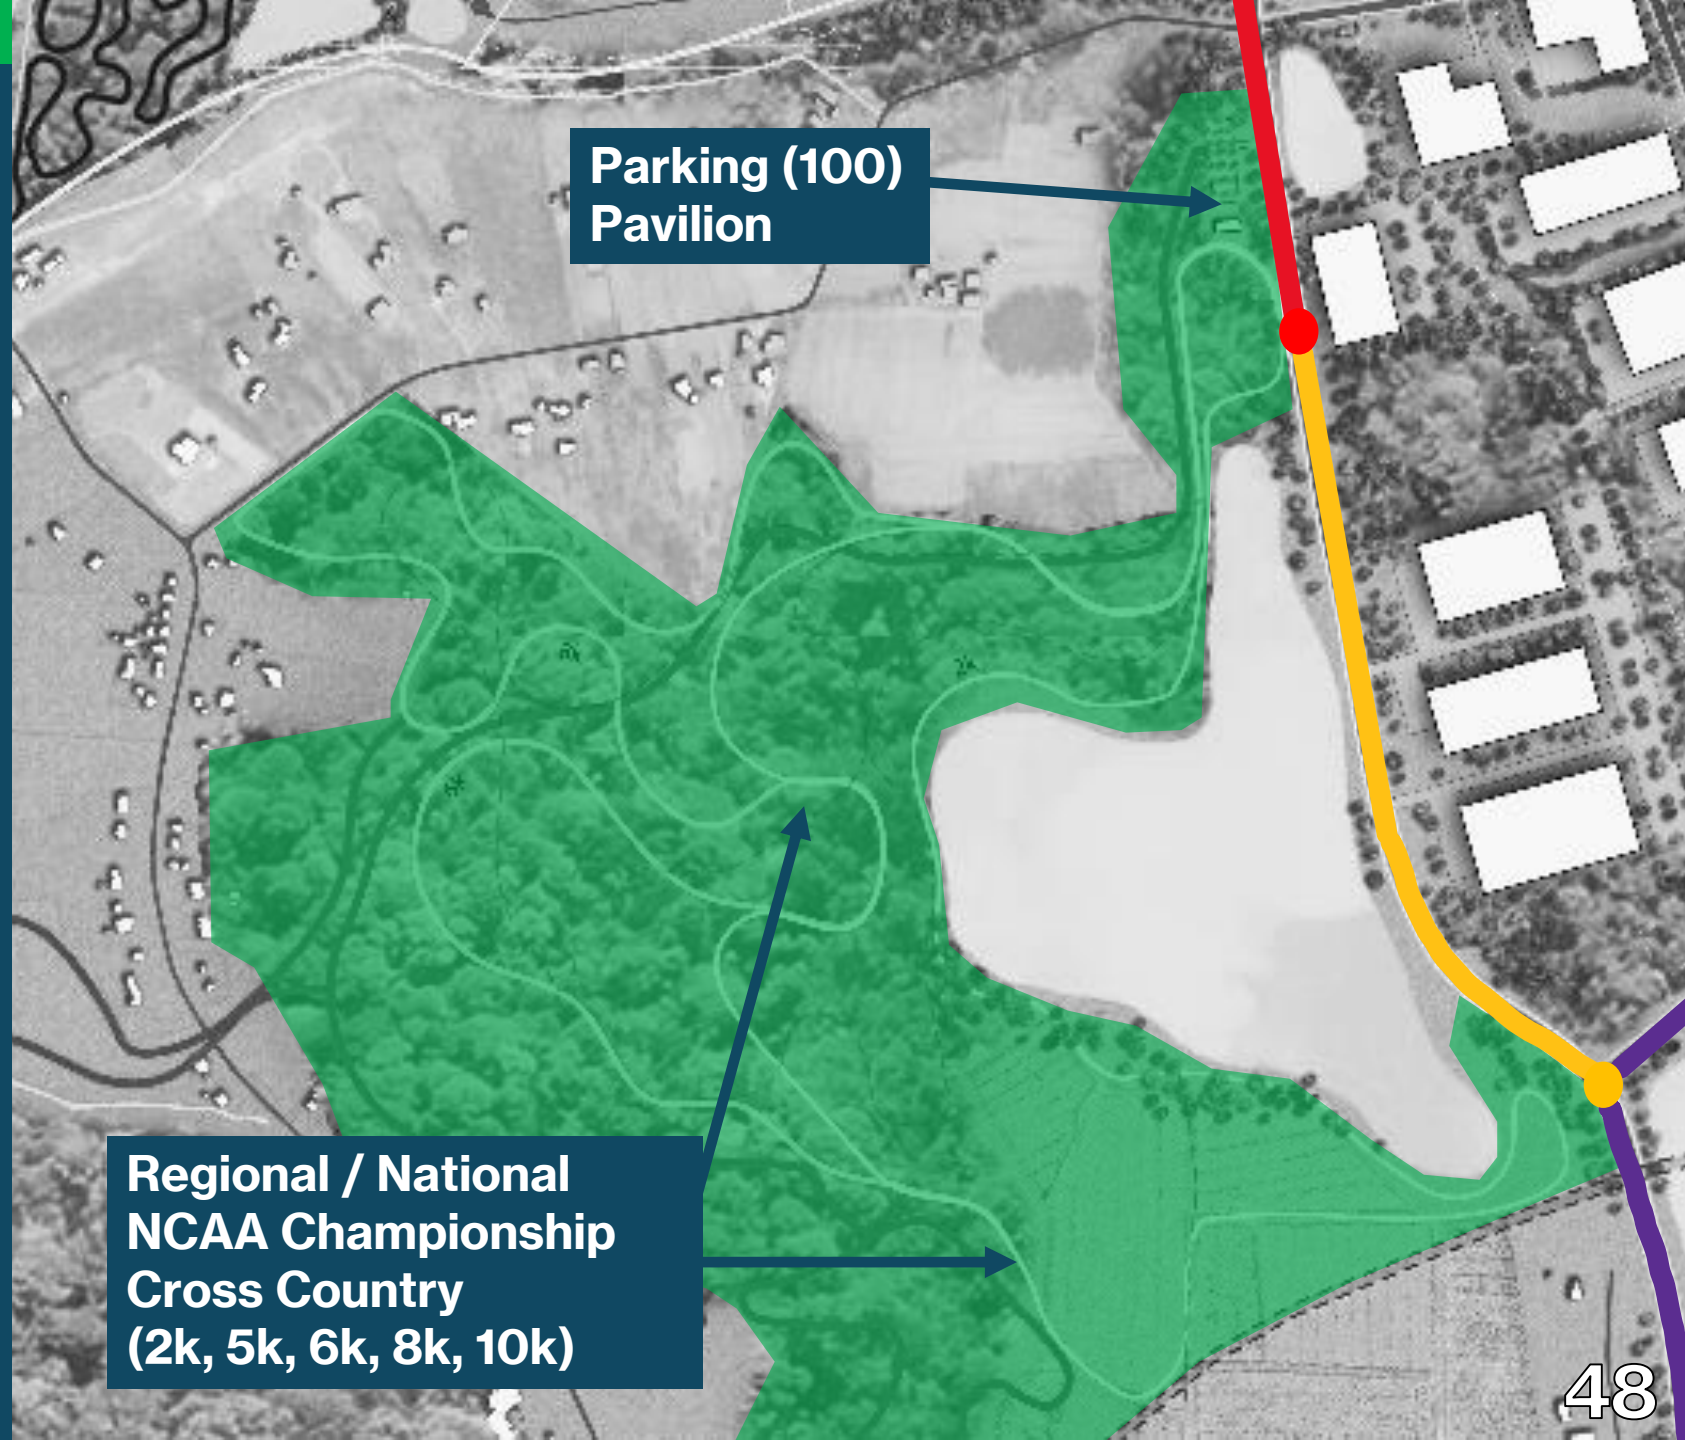 Parking (100)
Pavilion
Regional / National
NCAA Championship
Cross Country
(2k, 5k, 6k, 8k, 10k)
48